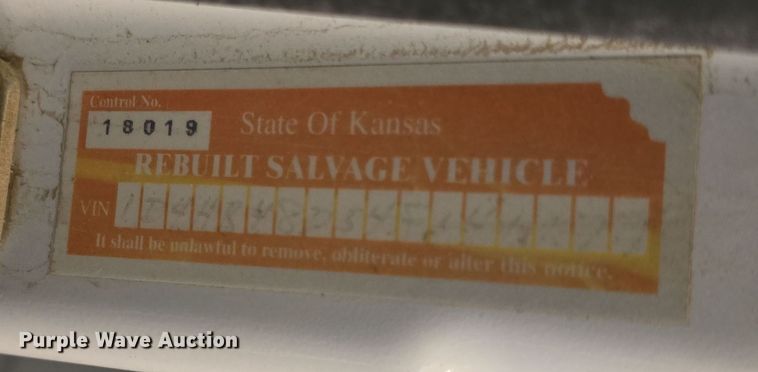 Control No.
18019
State Of Kansas
REBUILT SALVAGE VEHICLE
VIN
It shall be unlawful to remove, obliterate or alter this notice.
Purple Wave Auction